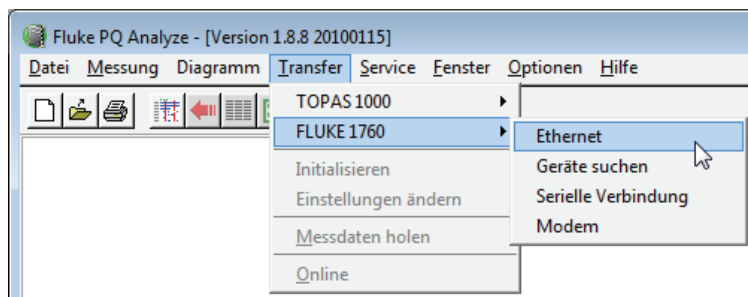 Fluke PQ Analyze - [Version 1.8.8 20100115]
Datei Messung Diagramm Transfer Service Fenster Optionen Hilfe
TOPAS 1000
FLUKE 1760
Ethernet
Initialisieren
Geräte suchen
Einstellungen ändern
Serielle Verbindung
Messdaten holen
Modem
Online